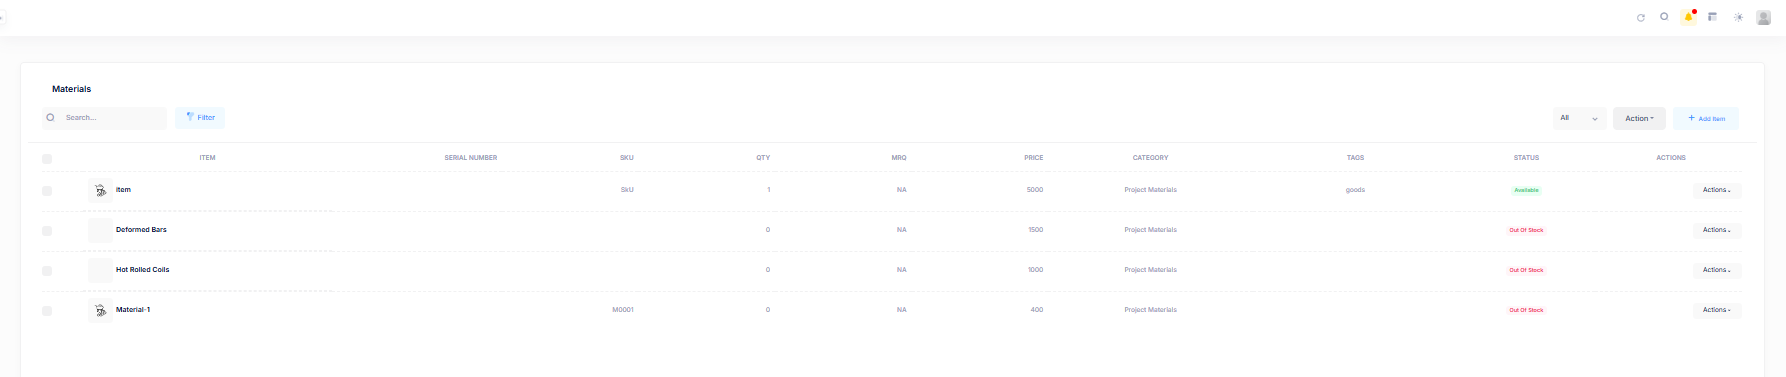 Materials
Search... Filter All Action + Add Item
ITEM SERIAL NUMBER SKU QTY MRQ PRICE CATEGORY TAGS STATUS ACTIONS
item SkU 1 NA 5000 Project Materials goods Available Actions
Deformed Bars 0 NA 1500 Project Materials Out Of Stock Actions
Hot Rolled Coils 0 NA 1000 Project Materials Out Of Stock Actions
Material-1 M0001 0 NA 400 Project Materials Out Of Stock Actions